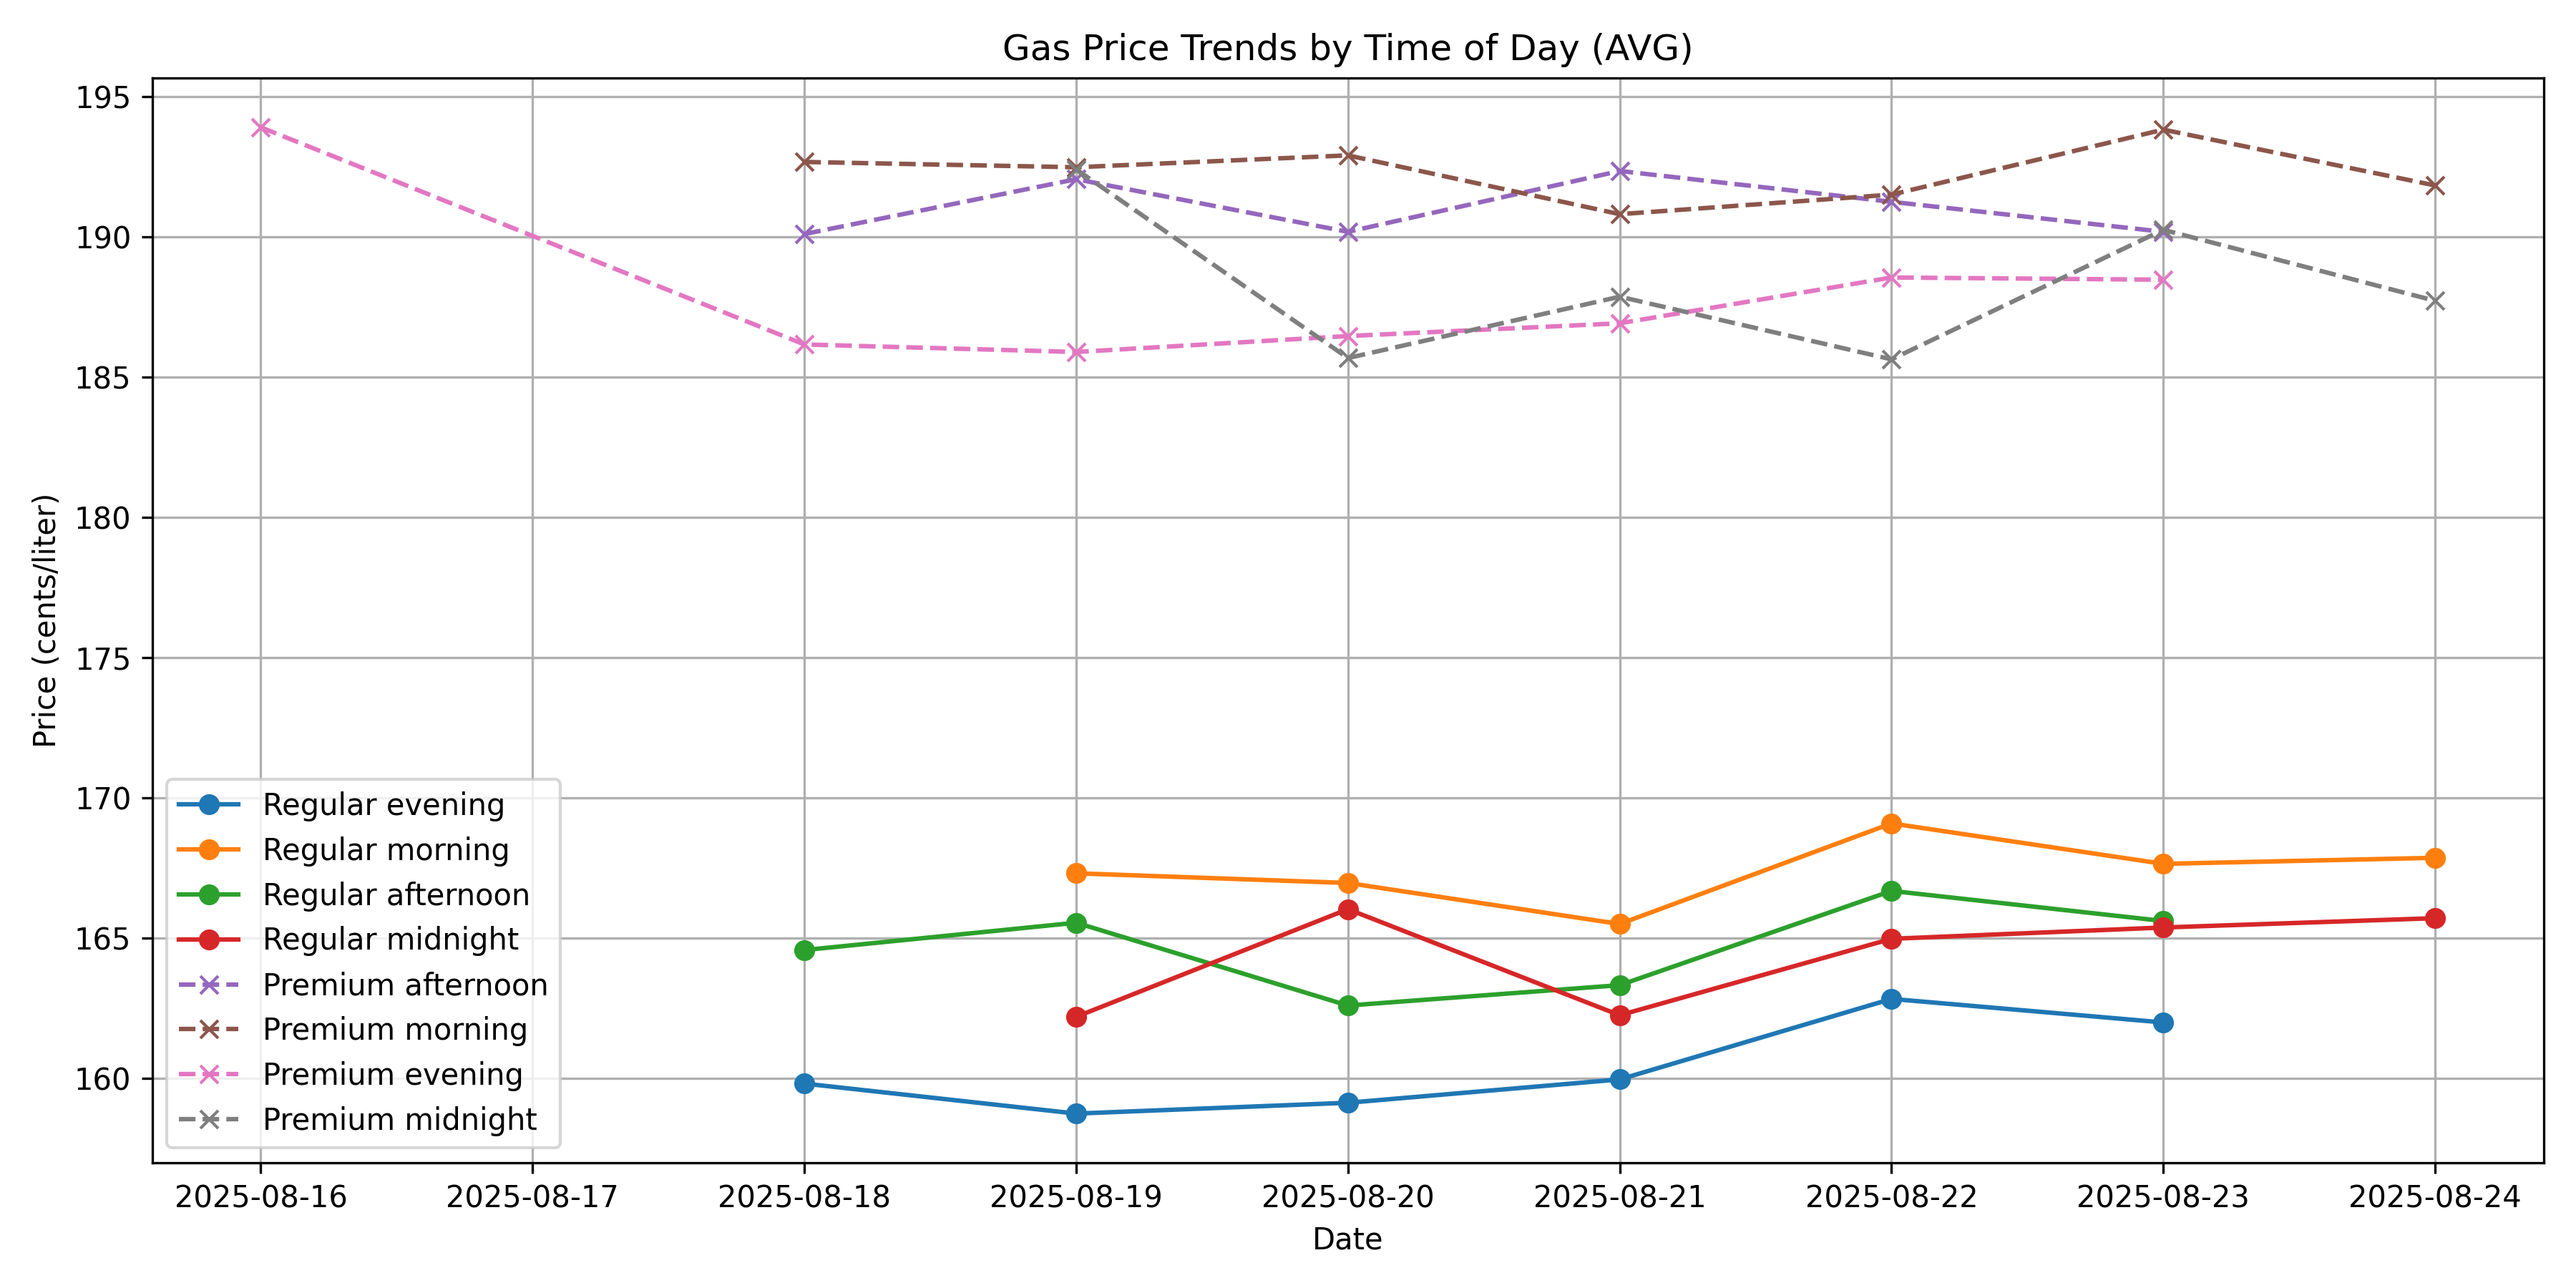 Gas Price Trends by Time of Day (AVG)
Price (cents/liter)
195
190
185
180
175
170
165
160
Regular evening
Regular morning
Regular afternoon
Regular midnight
Premium afternoon
Premium morning
Premium evening
Premium midnight
2025-08-16 2025-08-17 2025-08-18 2025-08-19 2025-08-20 2025-08-21 2025-08-22 2025-08-23 2025-08-24
Date